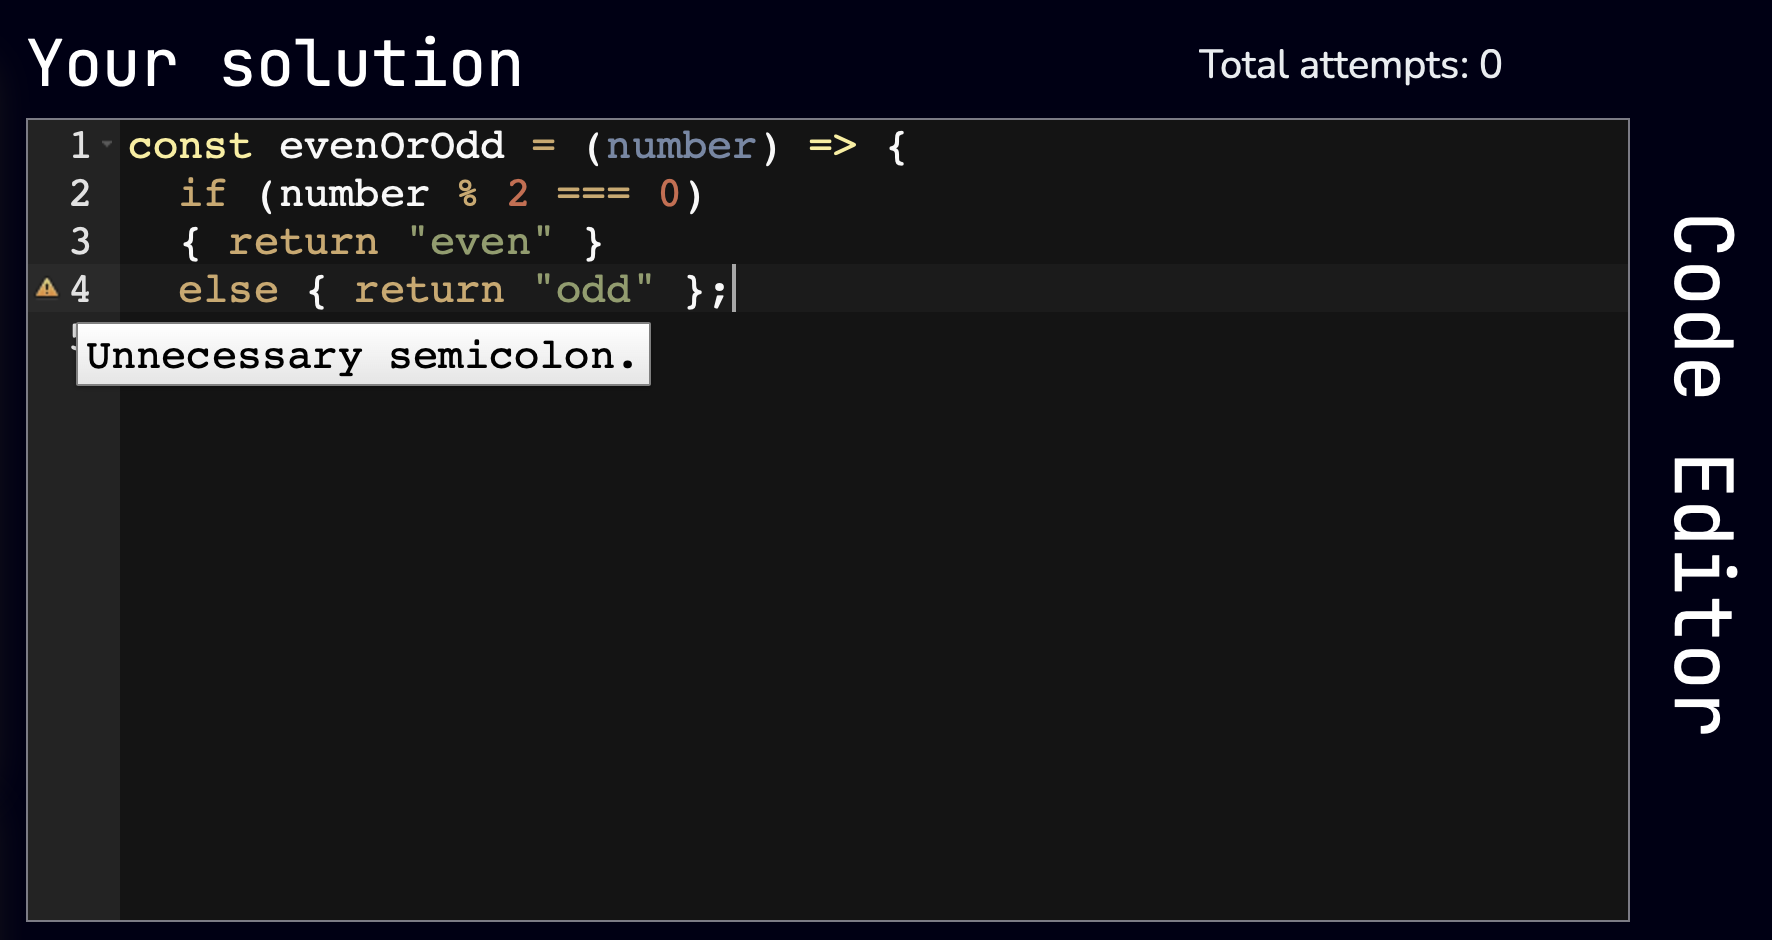 Your solution
Total attempts: 0
1 const evenOrOdd = (number) => {
2 if (number % 2 === 0)
3 { return "even" }
4 else { return "odd" };
Unnecessary semicolon.
Code Editor